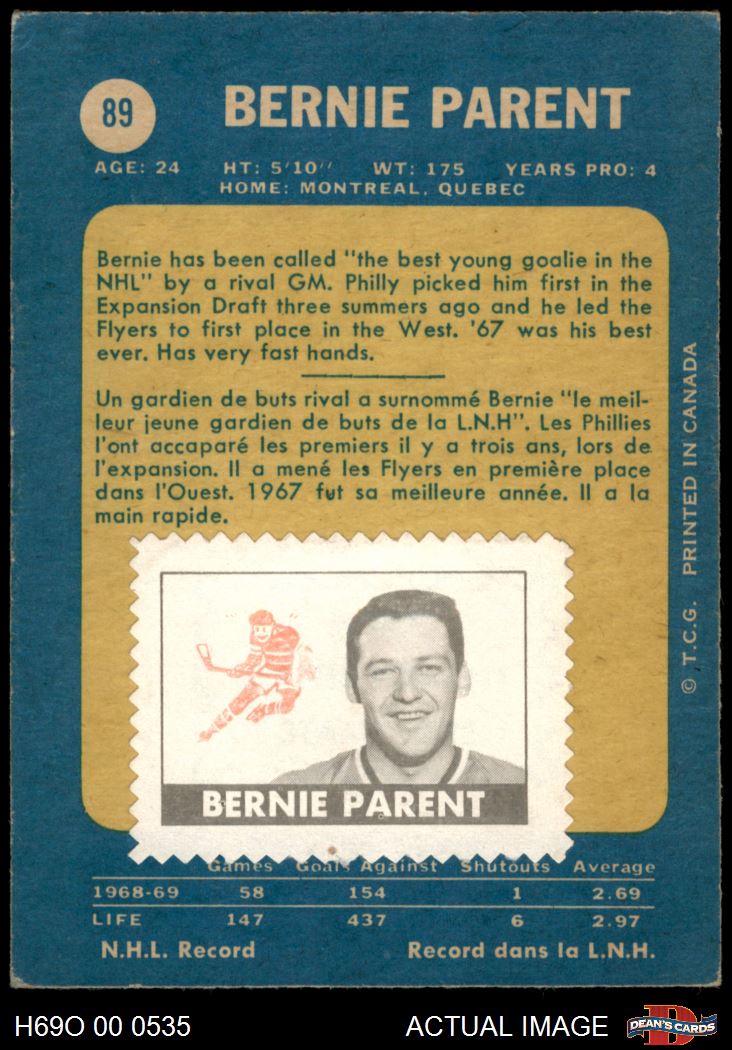 89
BERNIE PARENT
AGE: 24 HT: 5'10'' WT: 175 YEARS PRO: 4
HOME: MONTREAL, QUEBEC
Bernie has been called "the best young goalie in the
NHL" by a rival GM. Philly picked him first in the
Expansion Draft three summers ago and he led the
Flyers to first place in the West. '67 was his best
ever. Has very fast hands.
Un gardien de buts rival a surnommé Bernie "le meil-
leur jeune gardien de buts de la L.N.H". Les Phillies
l'ont accaparé les premiers il y a trois ans, lors de
l'expansion. Il a mené les Flyers en première place
dans l'Ouest. 1967 fut sa meilleure année. Il a la
main rapide.
© T.C.G. PRINTED IN CANADA
BERNIE PARENT
Games Goals Against Shutouts Average
1968-69 58 154 1 2.69
LIFE 147 437 6 2.97
N.H.L. Record Record dans la L.N.H.
H69O 00 0535 ACTUAL IMAGE DEAN'S CARDS